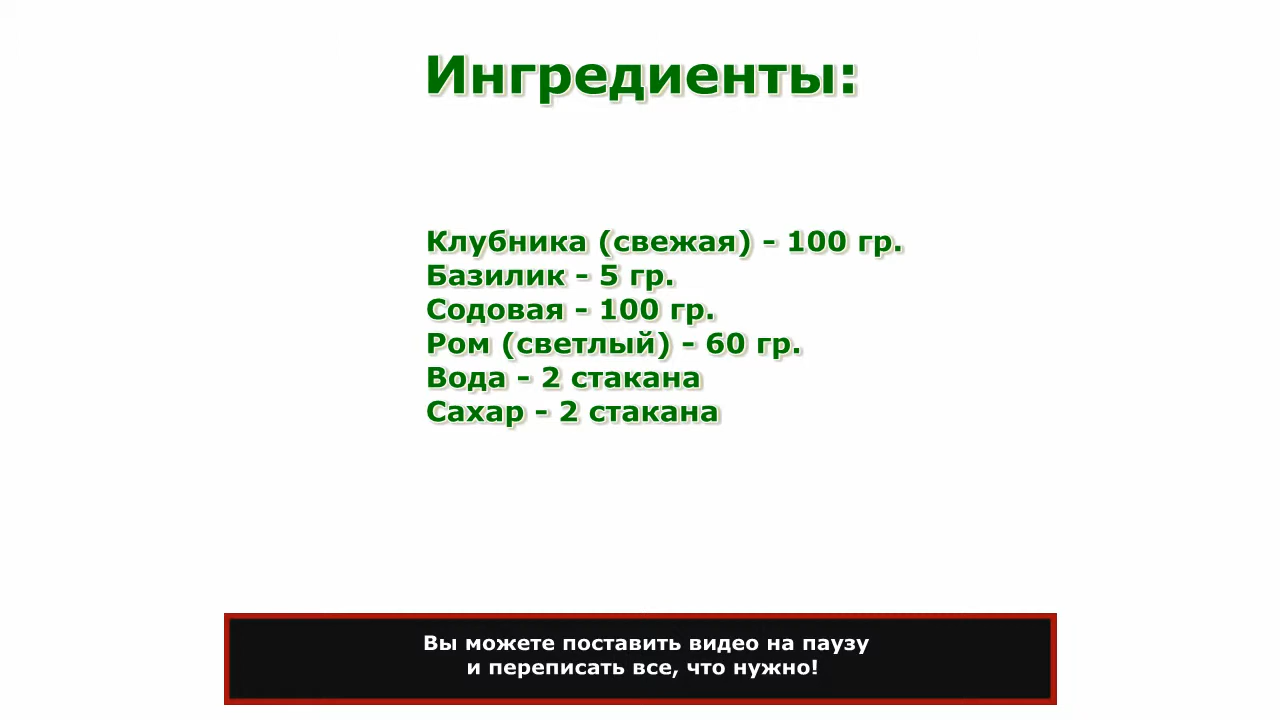 Ингредиенты:
Клубника (свежая) - 100 гр.
Базилик - 5 гр.
Содовая - 100 гр.
Ром (светлый) - 60 гр.
Вода - 2 стакана
Сахар - 2 стакана
Вы можете поставить видео на паузу
и переписать все, что нужно!